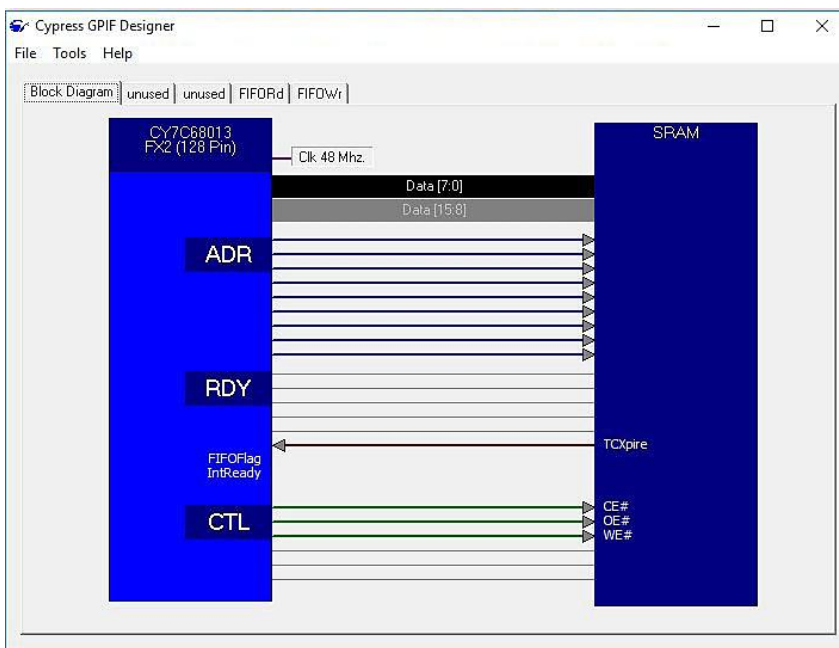 Cypress GPIF Designer
File Tools Help
Block Diagram unused unused FIFORd FIFOWr
CY7C68013
FX2 (128 Pin)
SRAM
Clk 48 Mhz.
Data [7:0]
Data [15:8]
ADR
RDY
TCXpire
FIFOFlag
IntReady
CTL
CE#
OE#
WE#